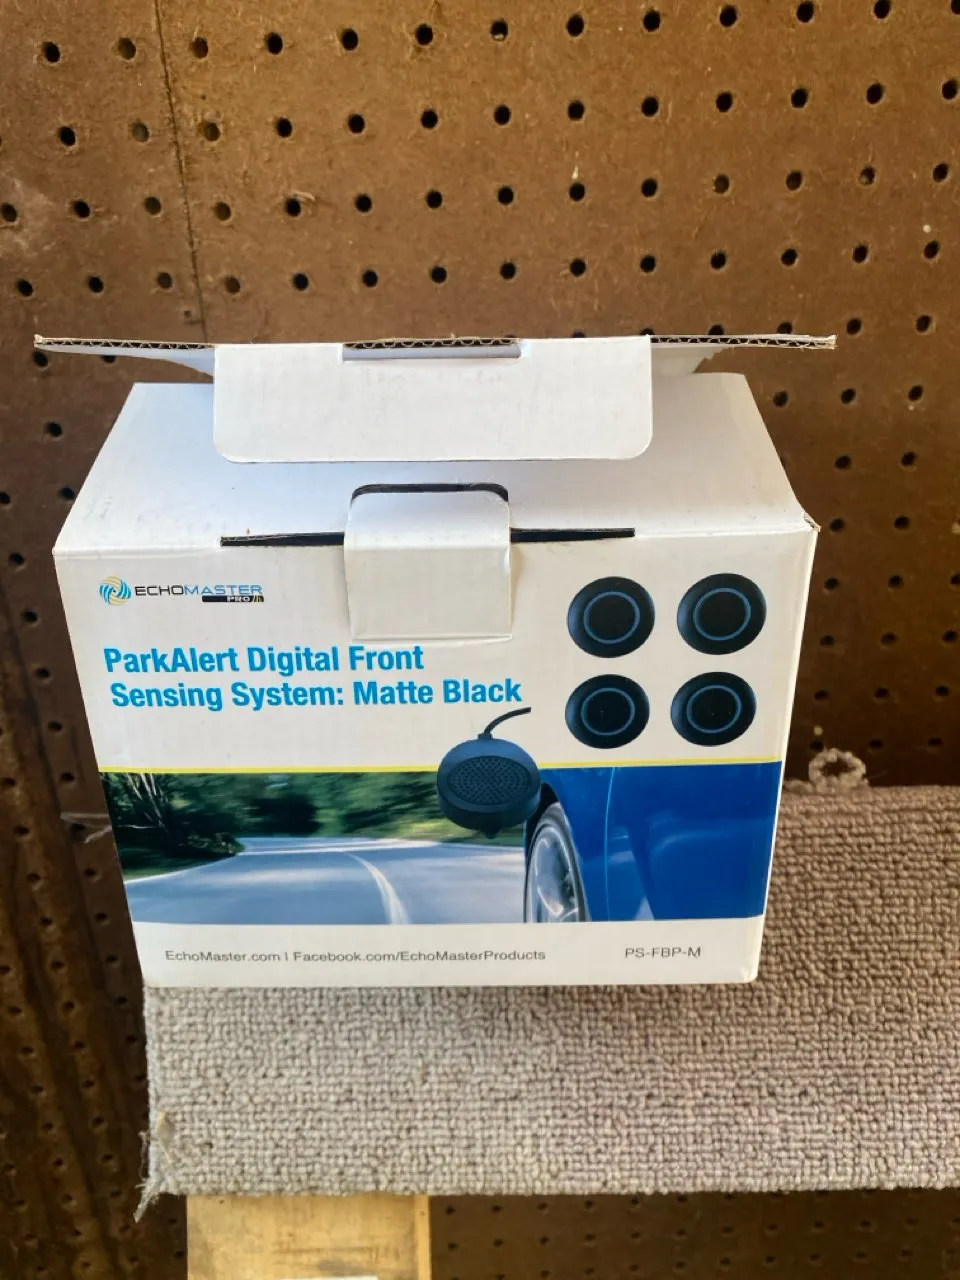 ECHOMASTER
PRO
ParkAlert Digital Front
Sensing System: Matte Black
EchoMaster.com | Facebook.com/EchoMasterProducts
PS-FBP-M